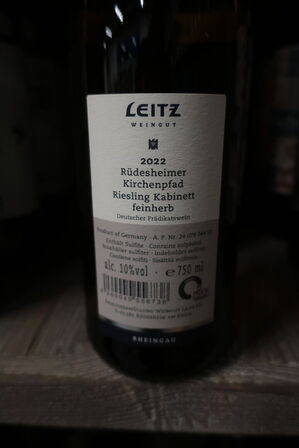 LEITZ
WEINGUT
2022
Rüdesheimer
Kirchenpfad
Riesling Kabinett
feinherb
Deutscher Prädikatswein
Product of Germany - A. P. Nr.
Enthält Sulfite - Contains sulphites
alc. 10%vol - e 750 ml
RHEINGAU